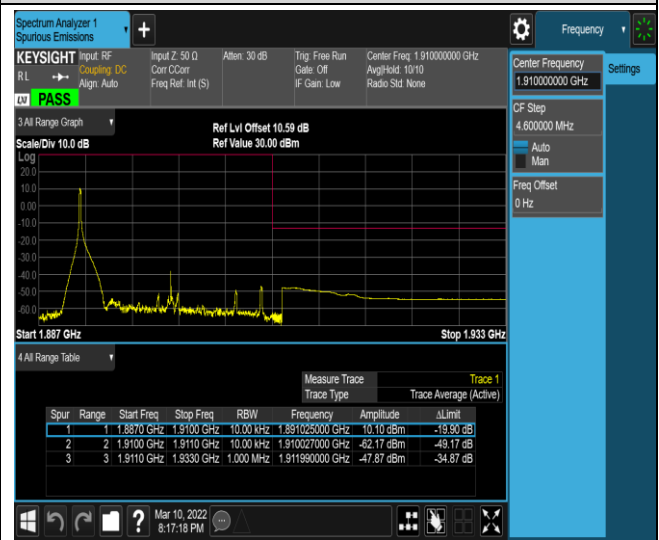 Spectrum Analyzer 1
Spurious Emissions
+
Frequency
KEYSIGHT
RL
Input: RF
Coupling: DC
Align: Auto
Input Z: 50 Ω
Corr CCorr
Freq Ref: Int (S)
Atten: 30 dB
Trig: Free Run
Gate: Off
IF Gain: Low
Center Freq: 1.910000000 GHz
Avg|Hold: 10/10
Radio Std: None
LXI PASS
3 All Range Graph
Scale/Div 10.0 dB
Ref Lvl Offset 10.59 dB
Ref Value 30.00 dBm
Log
20.0
10.0
0.00
-10.0
-20.0
-30.0
-40.0
-50.0
-60.0
Start 1.887 GHz
Stop 1.933 GHz
4 All Range Table
Measure Trace Trace 1
Trace Type Trace Average (Active)
Spur Range Start Freq Stop Freq RBW Frequency Amplitude ΔLimit
1 1 1.8870 GHz 1.9100 GHz 10.00 kHz 1.891025000 GHz 10.10 dBm -19.90 dB
2 2 1.9100 GHz 1.9110 GHz 10.00 kHz 1.910027000 GHz -62.17 dBm -49.17 dB
3 3 1.9110 GHz 1.9330 GHz 1.000 MHz 1.911990000 GHz -47.87 dBm -34.87 dB
Center Frequency
1.910000000 GHz
Settings
CF Step
4.600000 MHz
Auto
Man
Freq Offset
0 Hz
?
Mar 10, 2022
8:17:18 PM